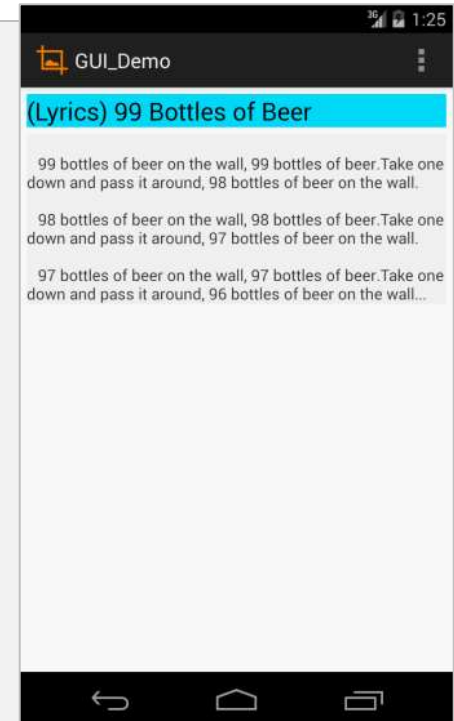 3G 1:25
GUI_Demo
(Lyrics) 99 Bottles of Beer
99 bottles of beer on the wall, 99 bottles of beer.Take one
down and pass it around, 98 bottles of beer on the wall.
98 bottles of beer on the wall, 98 bottles of beer.Take one
down and pass it around, 97 bottles of beer on the wall.
97 bottles of beer on the wall, 97 bottles of beer.Take one
down and pass it around, 96 bottles of beer on the wall...